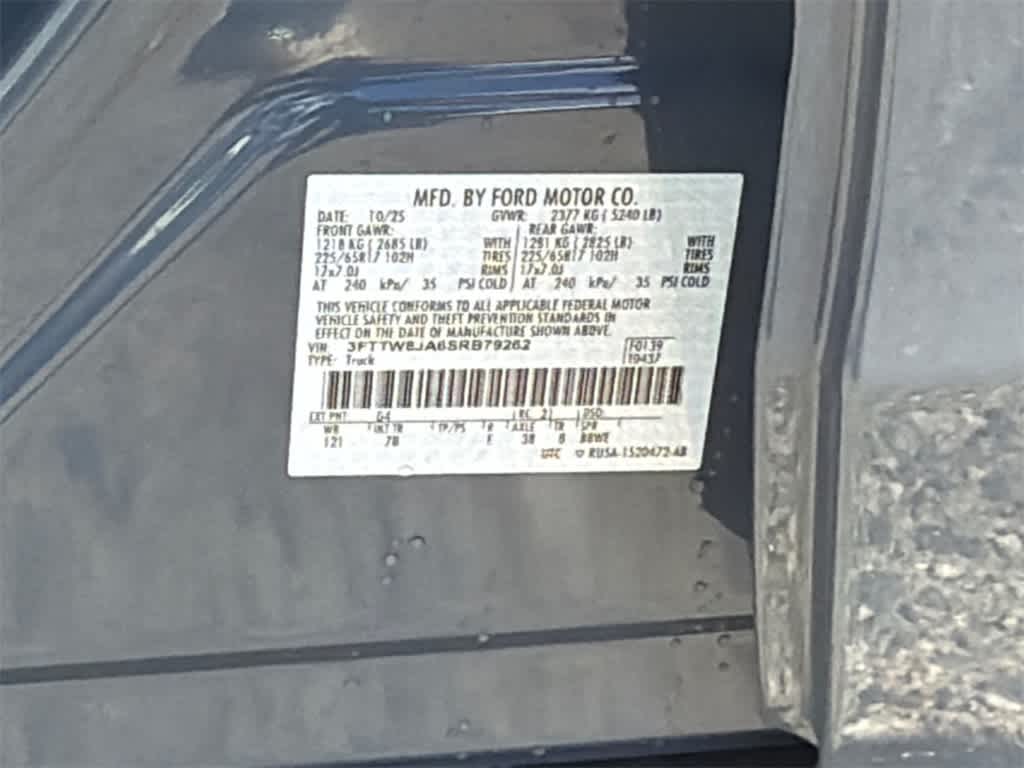 MFD. BY FORD MOTOR CO.
DATE: 10/25 GVWR: 2377 KG ( 5240 LB)
FRONT GAWR: REAR GAWR:
1218 KG ( 2685 LB) WITH 1281 KG ( 2825 LB) WITH
225/65R17 102H TIRES 225/65R17 102H TIRES
17x7.0J RIMS 17x7.0J RIMS
AT 240 kPa/ 35 PSI COLD AT 240 kPa/ 35 PSI COLD
THIS VEHICLE CONFORMS TO ALL APPLICABLE FEDERAL MOTOR
VEHICLE SAFETY AND THEFT PREVENTION STANDARDS IN
EFFECT ON THE DATE OF MANUFACTURE SHOWN ABOVE.
VIN 3FTTW8JA6SRB79262 F0139
TYPE: Truck T0437
EXT PNT: G4 RC: 21 DSO:
WB INT TR TP/PS R AXLE TR SPR
121 7B E 38 8 BBWE
UTC RU5A-1520472-AB